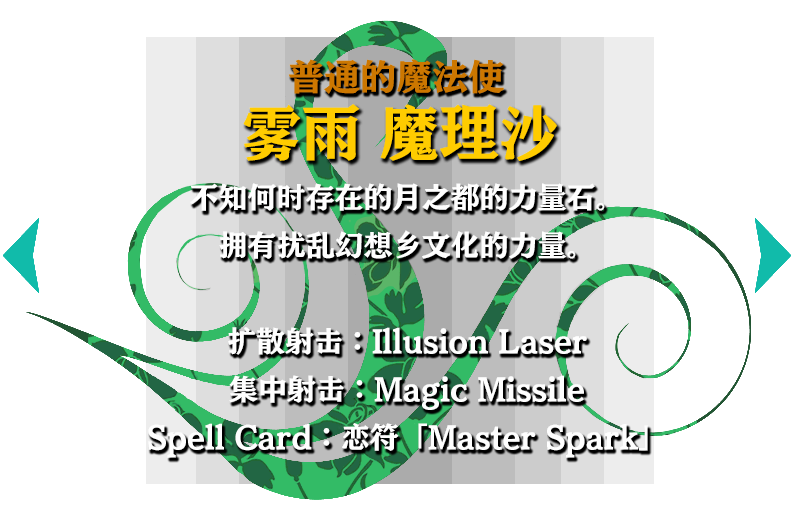 普通的魔法使
雾雨 魔理沙
不知何时存在的月之都的力量石。
拥有扰乱幻想乡文化的力量。
扩散射击：Illusion Laser
集中射击：Magic Missile
Spell Card：恋符「Master Spark」